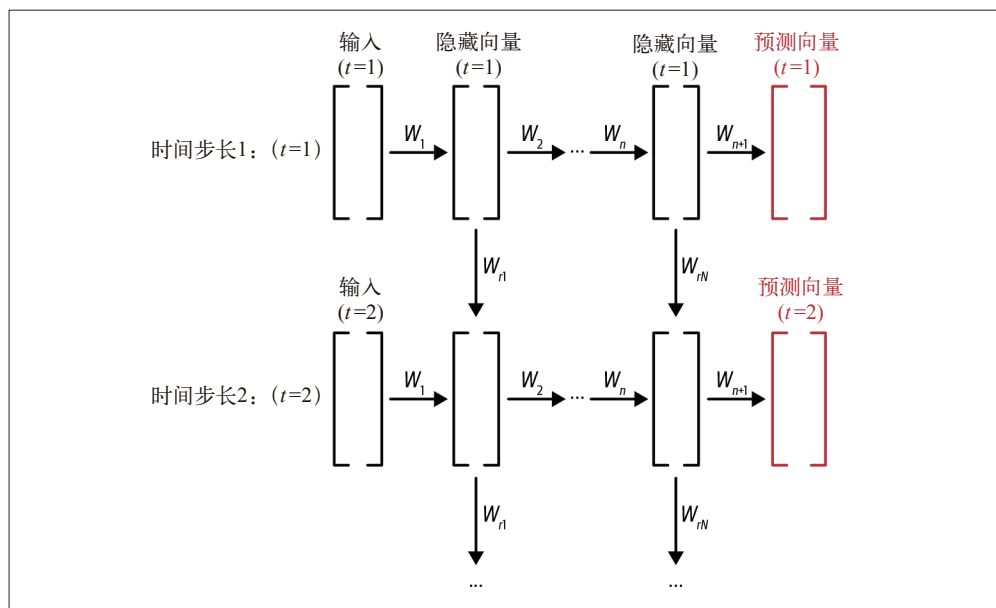 输入 隐藏向量 隐藏向量 预测向量
(t=1) (t=1) (t=1) (t=1)
时间步长1：(t=1) W1 W2 ... Wn Wn+1
Wr1 WrN
输入 预测向量
(t=2) (t=2)
时间步长2：(t=2) W1 W2 ... Wn Wn+1
Wr1 WrN
... ...